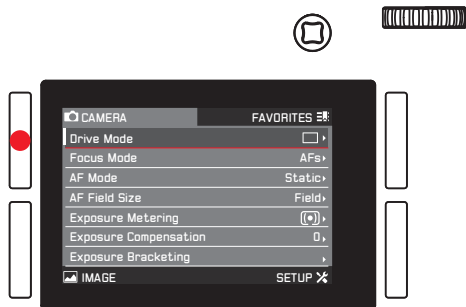 CAMERA FAVORITES
Drive Mode
Focus Mode AFs
AF Mode Static
AF Field Size Field
Exposure Metering
Exposure Compensation 0
Exposure Bracketing
IMAGE SETUP